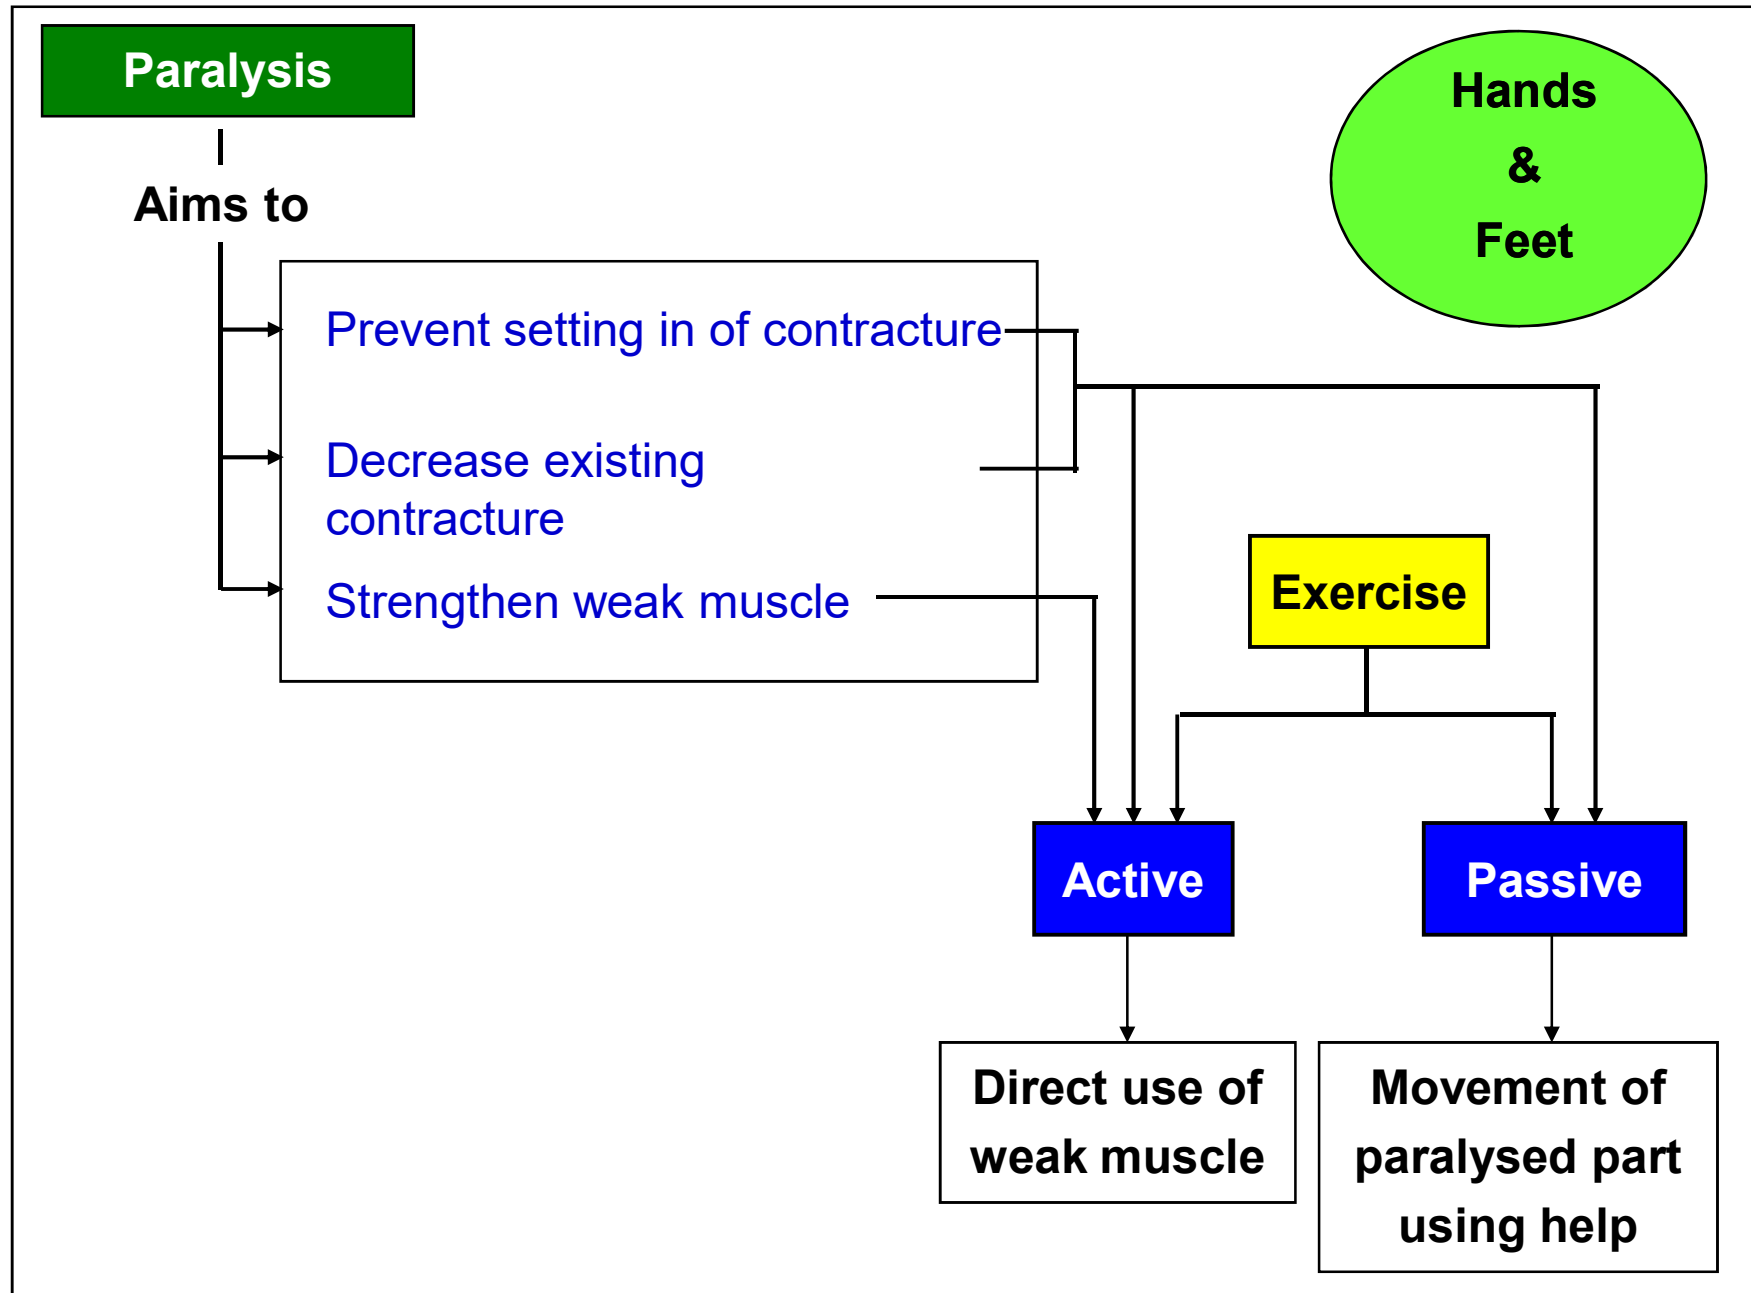 Paralysis
Hands
&
Feet
Aims to
Prevent setting in of contracture
Decrease existing
contracture
Strengthen weak muscle
Exercise
Active
Passive
Direct use of
weak muscle
Movement of
paralysed part
using help